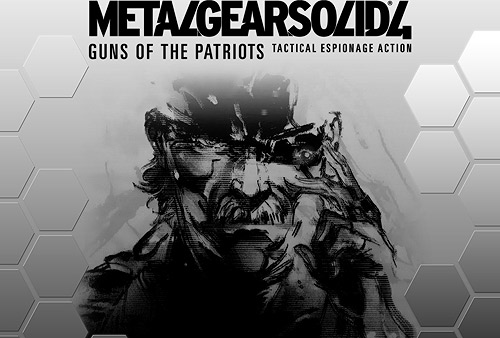 METAL GEAR SOLID 4
GUNS OF THE PATRIOTS TACTICAL ESPIONAGE ACTION